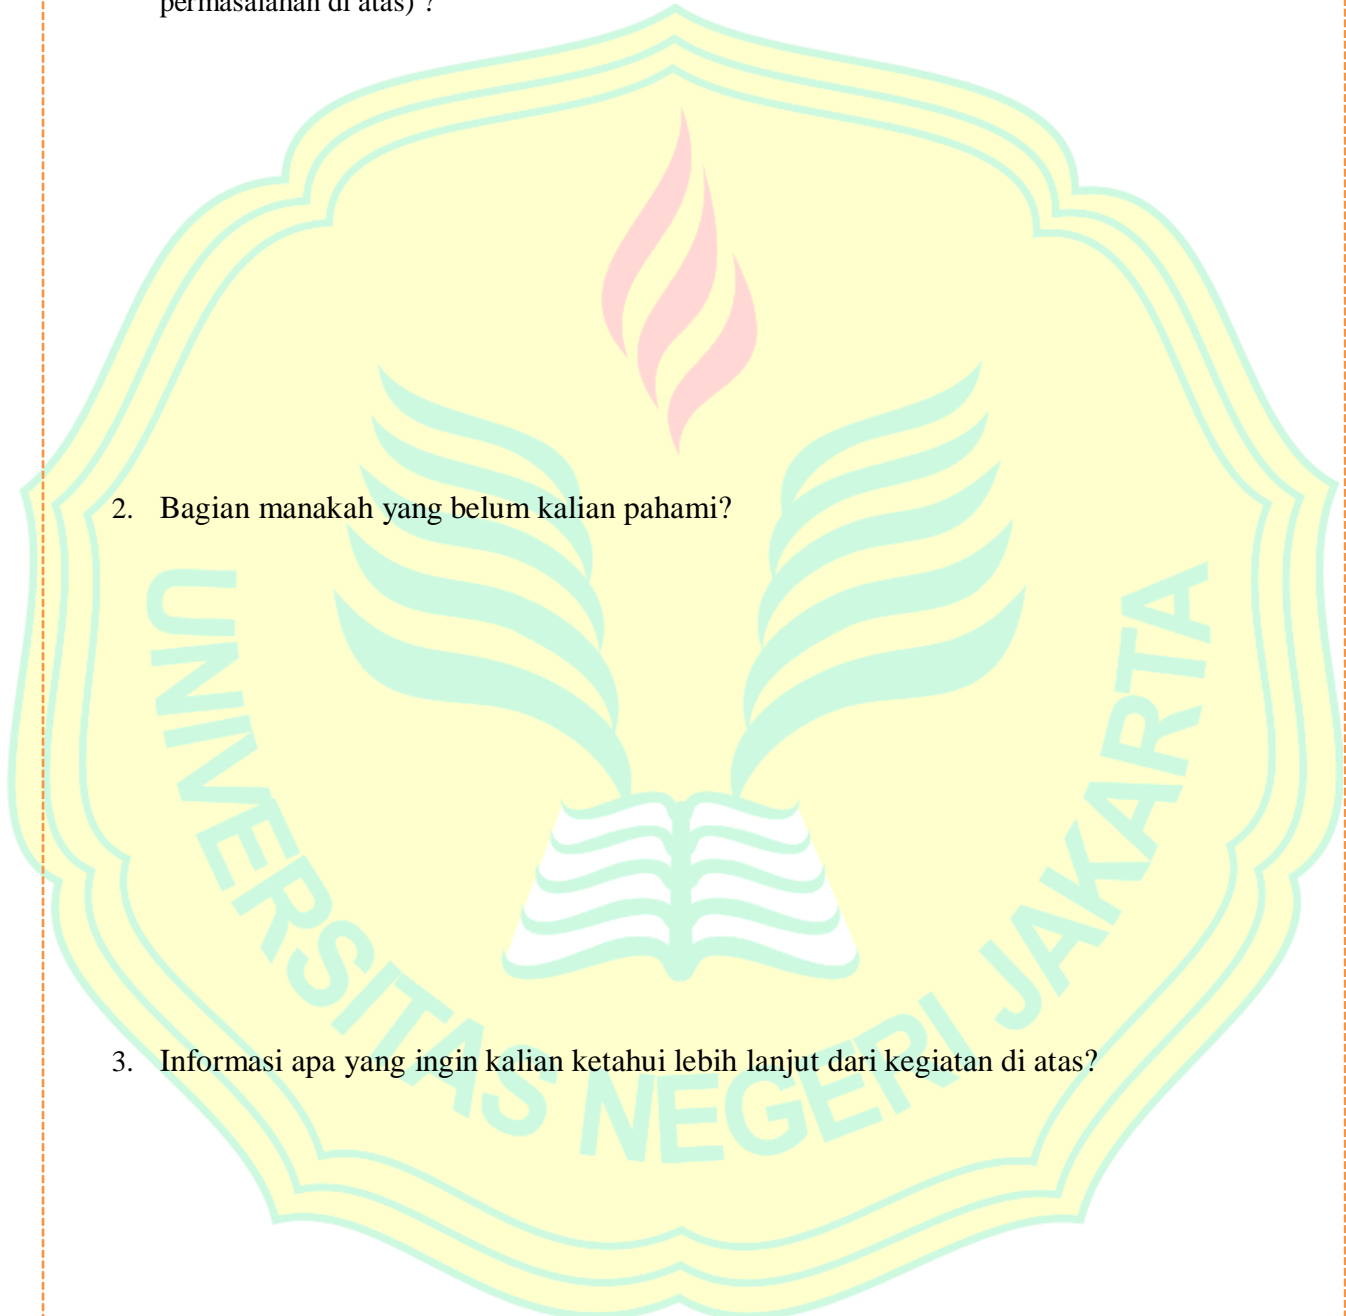 permasalahan di atas) ?
2. Bagian manakah yang belum kalian pahami?
3. Informasi apa yang ingin kalian ketahui lebih lanjut dari kegiatan di atas?
UNIVERSITAS NEGERI JAKARTA